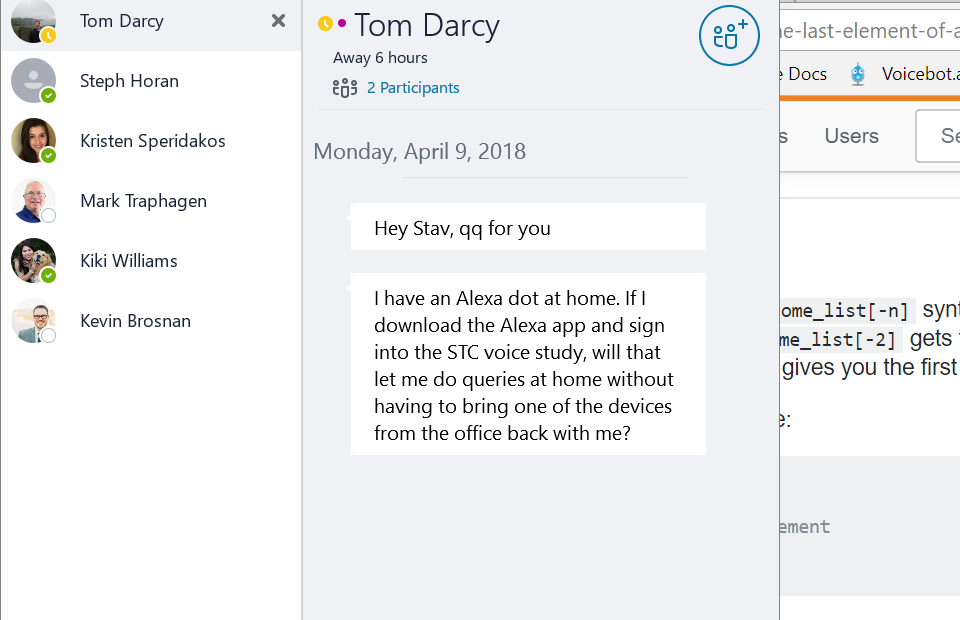 Tom Darcy
Steph Horan
Kristen Speridakos
Mark Traphagen
Kiki Williams
Kevin Brosnan
Tom Darcy
Away 6 hours
2 Participants
Monday, April 9, 2018
Hey Stav, qq for you
I have an Alexa dot at home. If I
download the Alexa app and sign
into the STC voice study, will that
let me do queries at home without
having to bring one of the devices
from the office back with me?
e-last-element-of-a
Docs Voicebot.a
s Users Se
ome_list[-n] synt
me_list[-2] gets
gives you the first
e:
ement